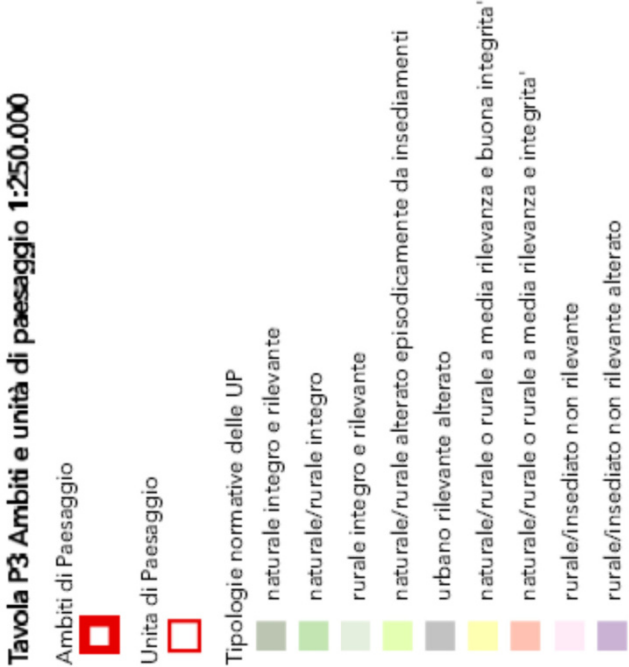 Tavola P3 Ambiti e unità di paesaggio 1:250.000
Ambiti di Paesaggio
Unita di Paesaggio
Tipologie normative delle UP
naturale integro e rilevante
naturale/rurale integro
rurale integro e rilevante
naturale/rurale alterato episodicamente da insediamenti
urbano rilevante alterato
naturale/rurale o rurale a media rilevanza e buona integrita'
naturale/rurale o rurale a media rilevanza e integrita'
rurale/insediato non rilevante
rurale/insediato non rilevante alterato